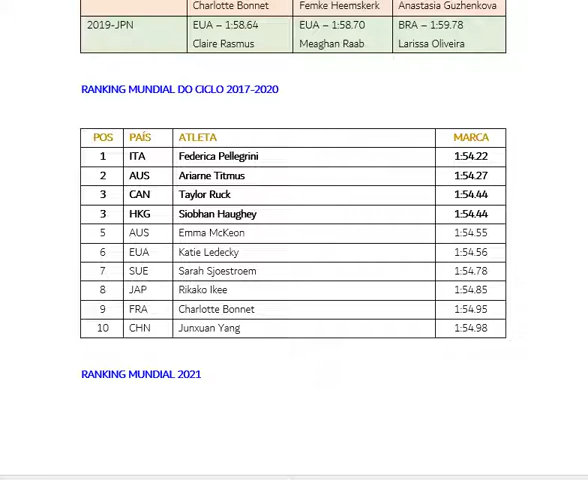 Charlotte Bonnet Femke Heemskerk Anastasia Guzhenkova
2019-JPN EUA – 1:58.64 EUA – 1:58.70 BRA – 1:59.78
Claire Rasmus Meaghan Raab Larissa Oliveira
RANKING MUNDIAL DO CICLO 2017-2020
POS PAÍS ATLETA MARCA
1 ITA Federica Pellegrini 1:54.22
2 AUS Ariarne Titmus 1:54.27
3 CAN Taylor Ruck 1:54.44
3 HKG Siobhan Haughey 1:54.44
5 AUS Emma McKeon 1:54.55
6 EUA Katie Ledecky 1:54.56
7 SUE Sarah Sjoestroem 1:54.78
8 JAP Rikako Ikee 1:54.85
9 FRA Charlotte Bonnet 1:54.95
10 CHN Junxuan Yang 1:54.98
RANKING MUNDIAL 2021